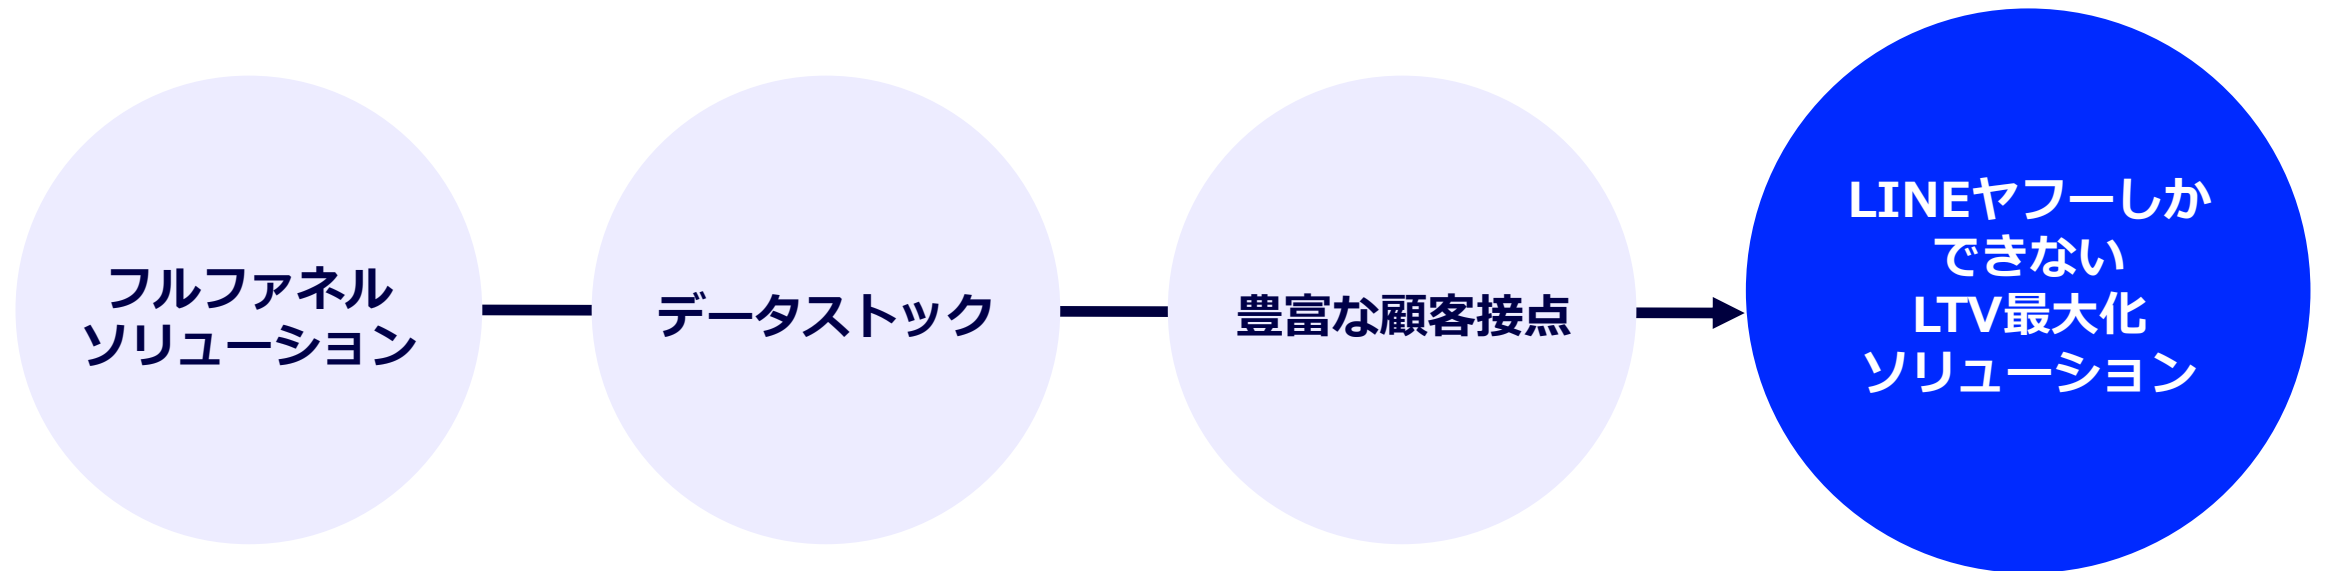 フルファネル
ソリューション
データストック
豊富な顧客接点
LINEヤフーしか
できない
LTV最大化
ソリューション